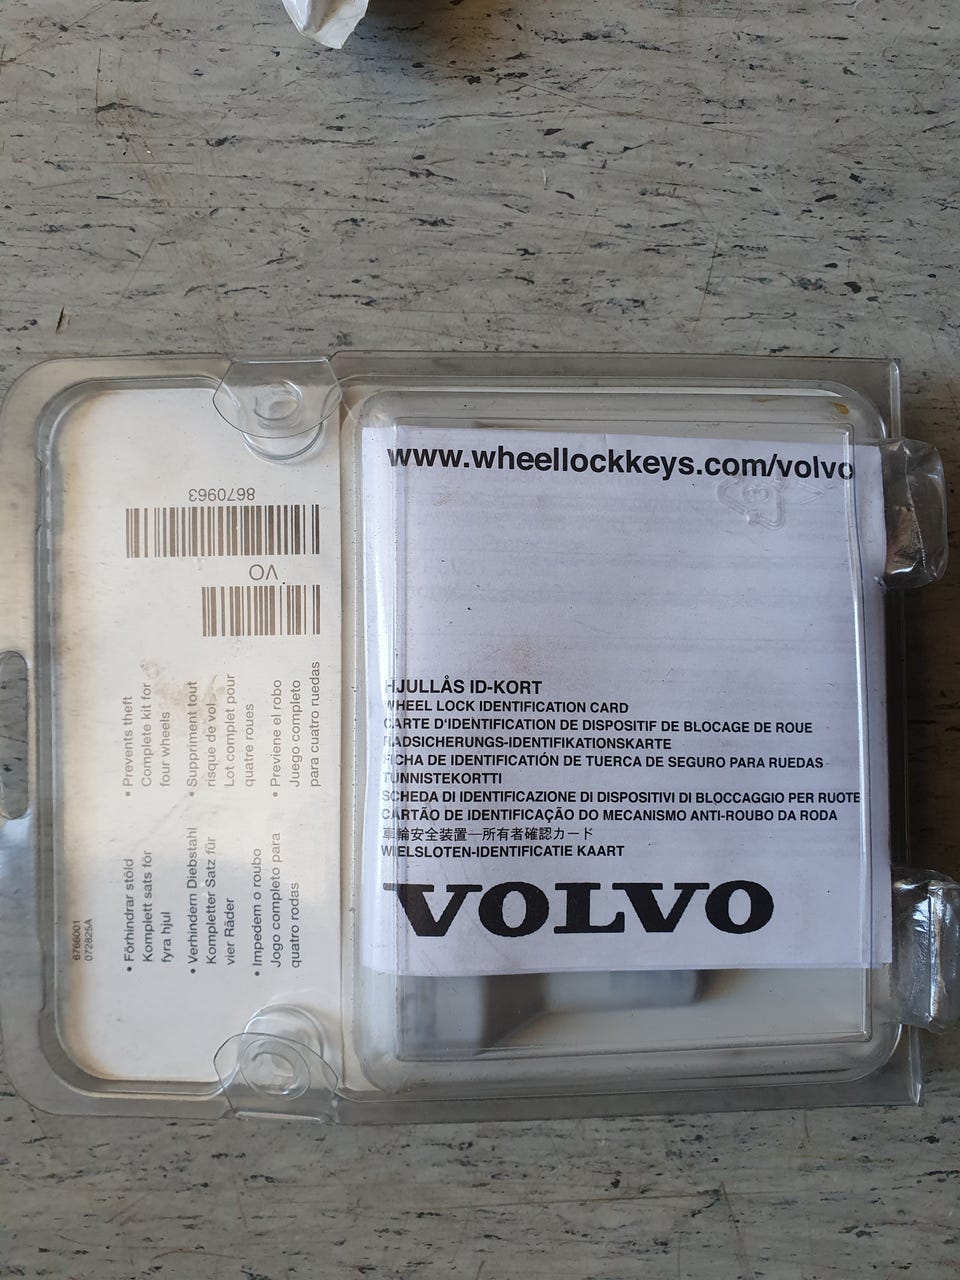 www.wheellockkeys.com/volvo
HJULLÅS ID-KORT
WHEEL LOCK IDENTIFICATION CARD
CARTE D'IDENTIFICATION DE DISPOSITIF DE BLOCAGE DE ROUE
RADSICHERUNGS-IDENTIFIKATIONSKARTE
FICHA DE IDENTIFICATIÓN DE TUERCA DE SEGURO PARA RUEDAS
TUNNISTEKORTTI
SCHEDA DI IDENTIFICAZIONE DI DISPOSITIVI DI BLOCCAGGIO PER RUOTE
CARTÃO DE IDENTIFICAÇÃO DO MECANISMO ANTI-ROUBO DA RODA
車輪安全装置—所有者確認カード
WIELSLOTEN-IDENTIFICATIE KAART
VOLVO
8670963
VO
6766001
072825A
• Förhindrar stöld
Komplett sats för
fyra hjul
• Verhindern Diebstahl
Kompletter Satz für
vier Räder
• Impedem o roubo
Jogo completo para
quatro rodas
• Prevents theft
Complete kit for
four wheels
• Suppriment tout
risque de vol
Lot complet pour
quatre roues
• Previene el robo
Juego completo
para cuatro ruedas